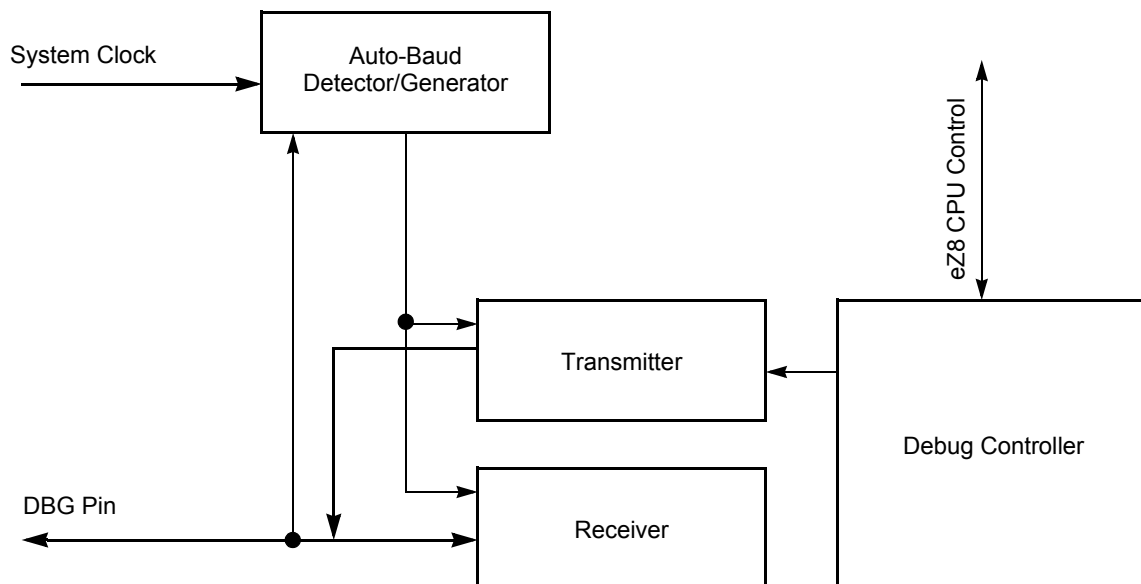 System Clock
Auto-Baud
Detector/Generator
eZ8 CPU Control
Transmitter
Debug Controller
DBG Pin
Receiver